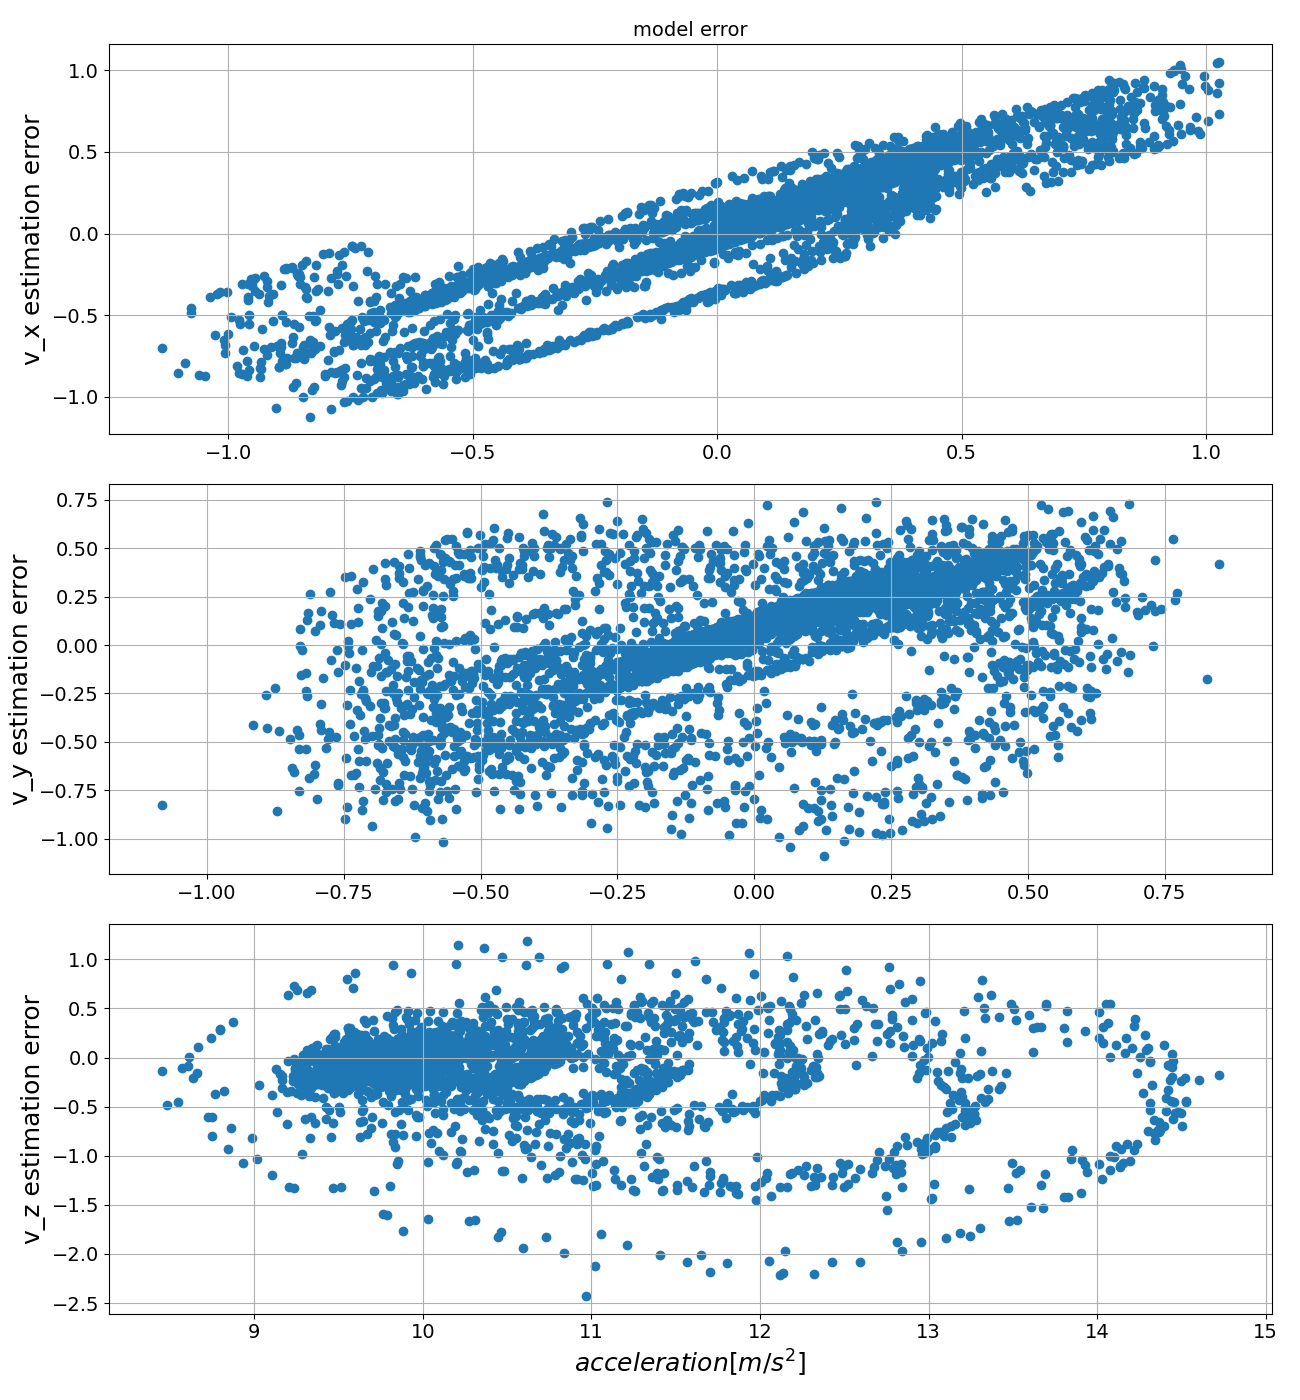 model error
v_x estimation error
1.0
0.5
0.0
−0.5
−1.0
−1.0 −0.5 0.0 0.5 1.0
v_y estimation error
0.75
0.50
0.25
0.00
−0.25
−0.50
−0.75
−1.00
−1.00 −0.75 −0.50 −0.25 0.00 0.25 0.50 0.75
v_z estimation error
1.0
0.5
0.0
−0.5
−1.0
−1.5
−2.0
−2.5
9 10 11 12 13 14 15
acceleration[m/s²]